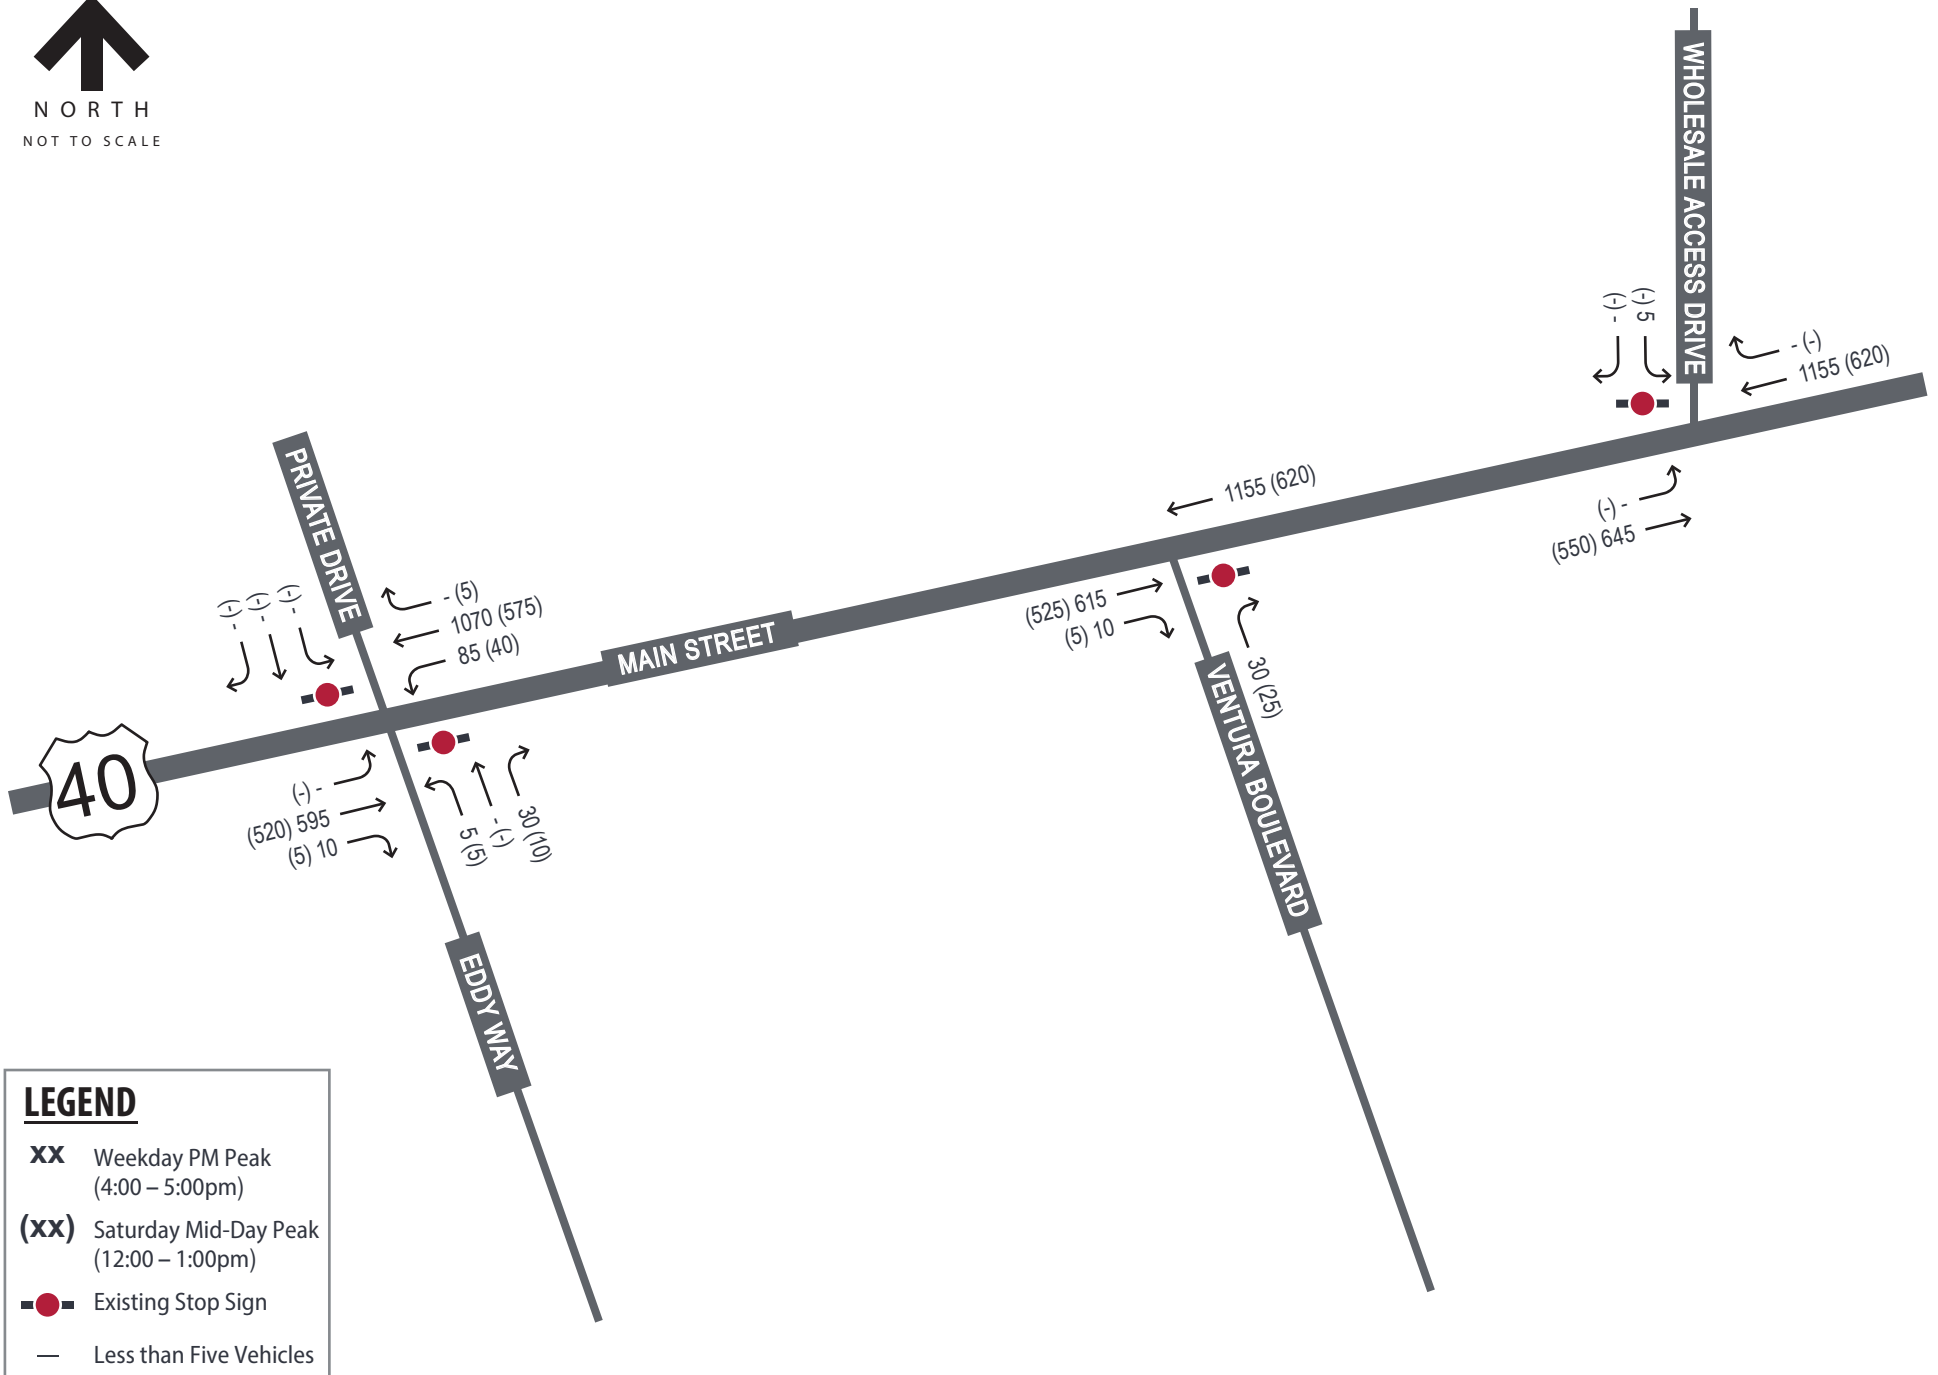 NORTH
NOT TO SCALE
WHOLESALE ACCESS DRIVE
(-) -
(-) 5
- (-)
1155 (620)
(-) -
(550) 645
1155 (620)
(525) 615
(5) 10
30 (25)
VENTURA BOULEVARD
PRIVATE DRIVE
(-) -
(-) -
(-) -
- (5)
1070 (575)
85 (40)
MAIN STREET
40
(-) -
(520) 595
(5) 10
5 (5)
- (-)
30 (10)
EDDY WAY
LEGEND
XX Weekday PM Peak
(4:00 – 5:00pm)
(XX) Saturday Mid-Day Peak
(12:00 – 1:00pm)
Existing Stop Sign
— Less than Five Vehicles